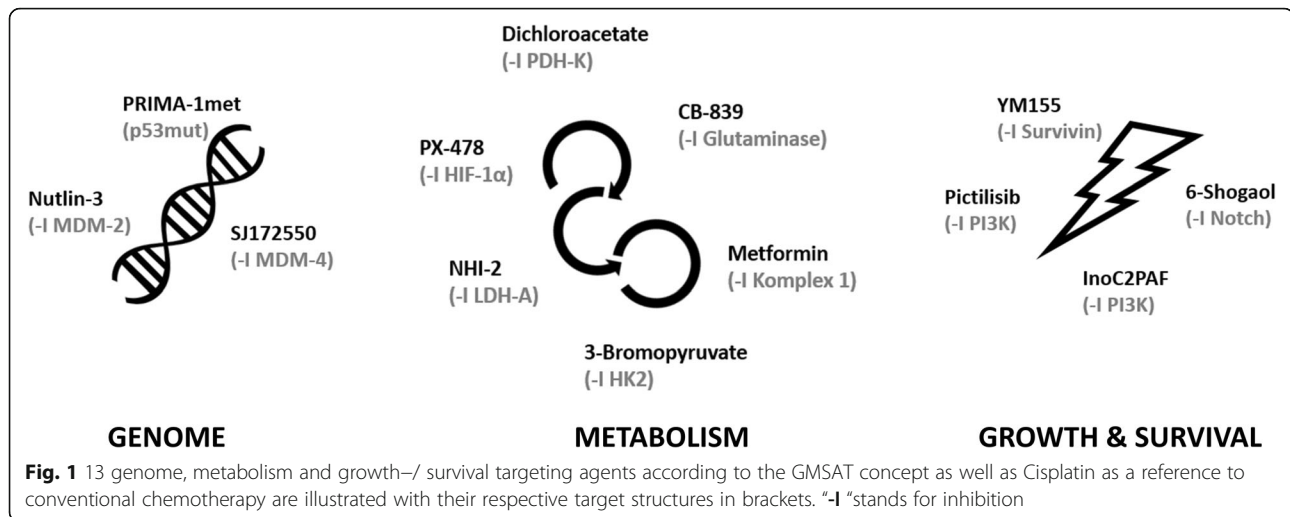 Dichloroacetate
(-I PDH-K)
PRIMA-1met
(p53mut)
CB-839
(-I Glutaminase)
YM155
(-I Survivin)
PX-478
(-I HIF-1α)
Nutlin-3
(-I MDM-2)
Pictilisib
(-I PI3K)
6-Shogaol
(-I Notch)
SJ172550
(-I MDM-4)
NHI-2
(-I LDH-A)
Metformin
(-I Komplex 1)
InoC2PAF
(-I PI3K)
3-Bromopyruvate
(-I HK2)
GENOME
METABOLISM
GROWTH & SURVIVAL
Fig. 1 13 genome, metabolism and growth–/ survival targeting agents according to the GMSAT concept as well as Cisplatin as a reference to
conventional chemotherapy are illustrated with their respective target structures in brackets. “-I “stands for inhibition